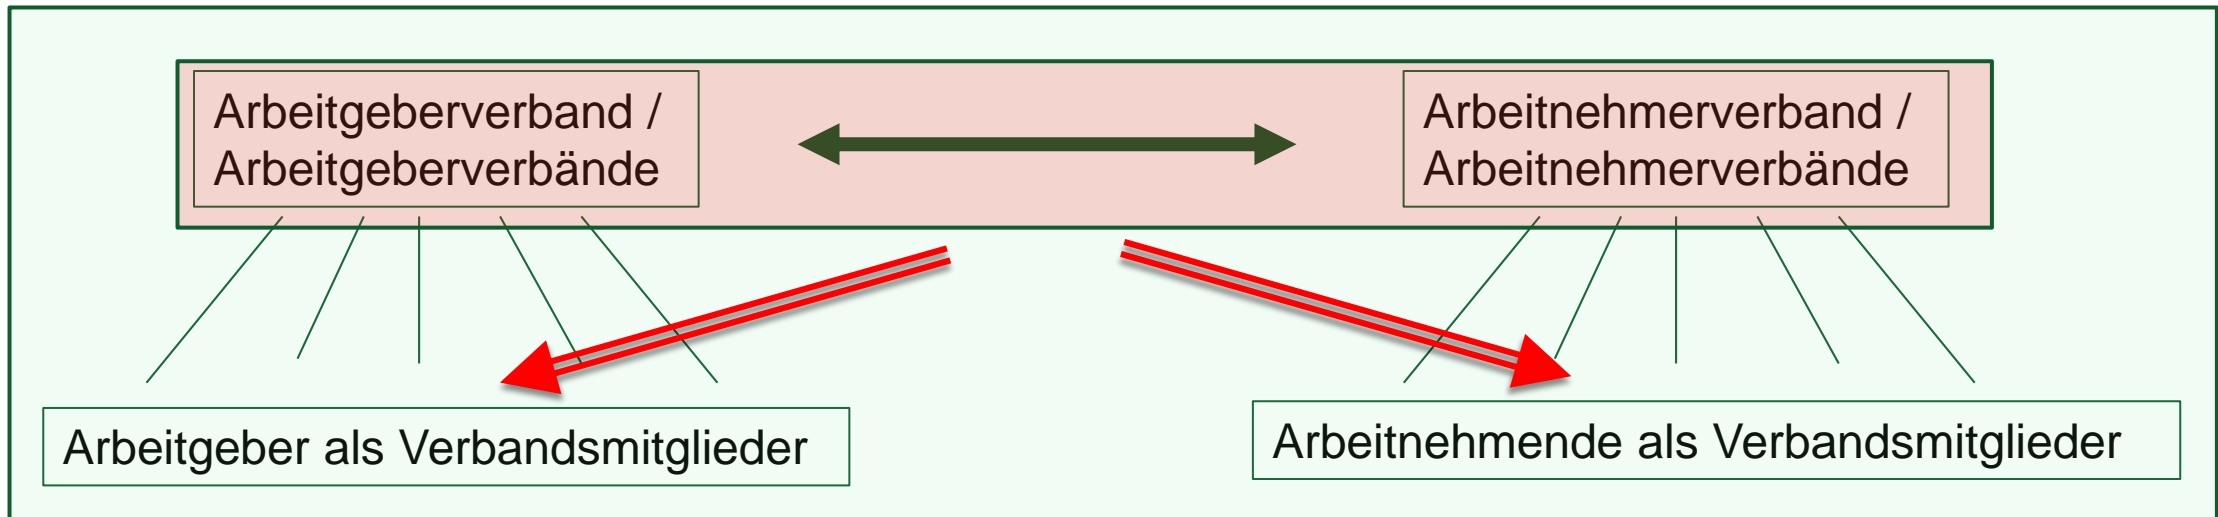 Arbeitgeberverband /
Arbeitgeberverbände
Arbeitnehmerverband /
Arbeitnehmerverbände
Arbeitgeber als Verbandsmitglieder
Arbeitnehmende als Verbandsmitglieder